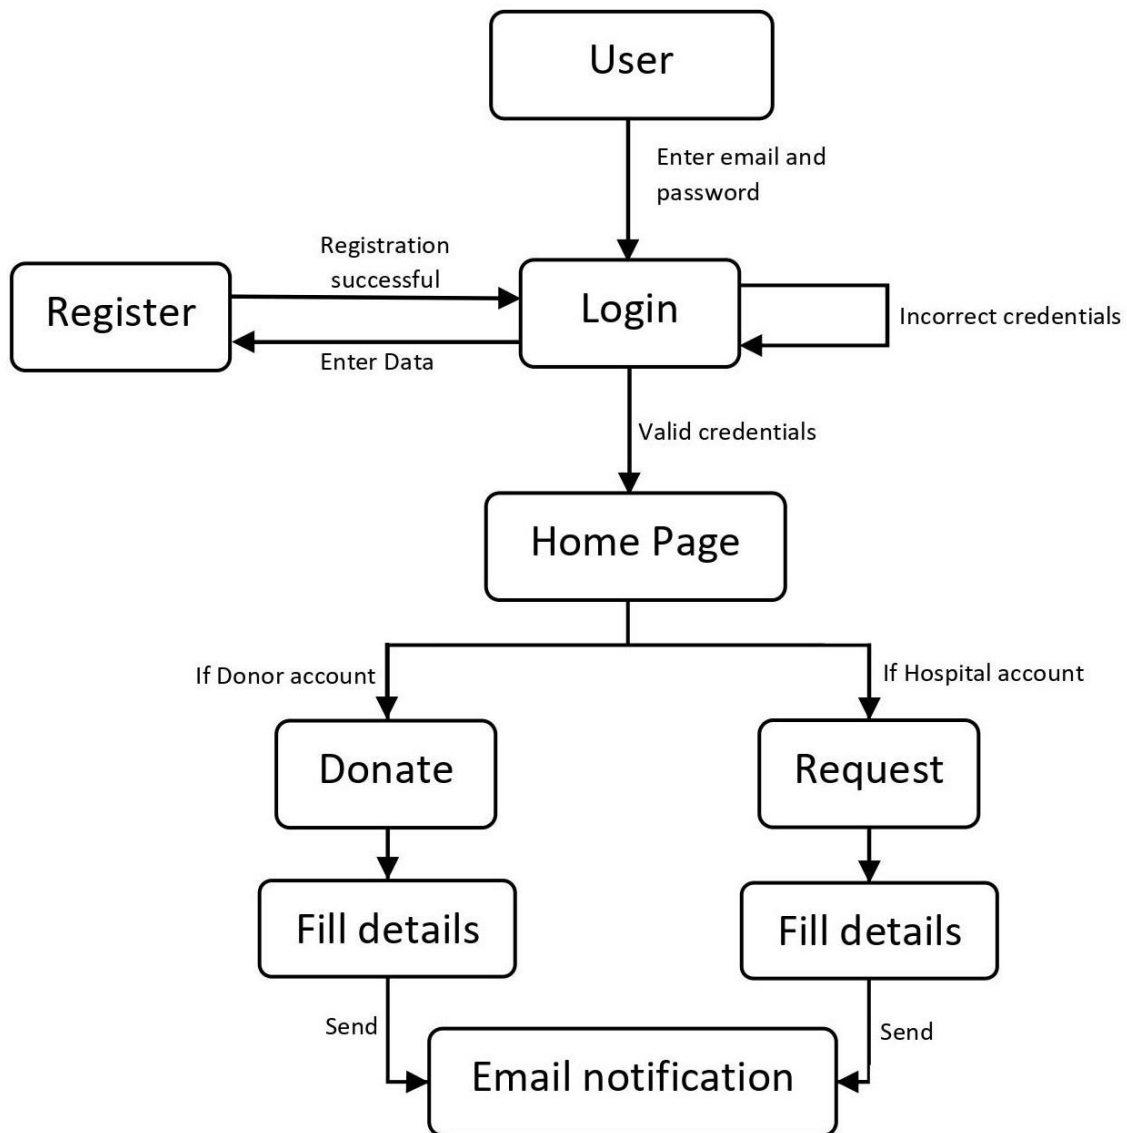 User
Enter email and
password
Registration
successful
Register
Login
Incorrect credentials
Enter Data
Valid credentials
Home Page
If Donor account
If Hospital account
Donate
Request
Fill details
Fill details
Send
Send
Email notification